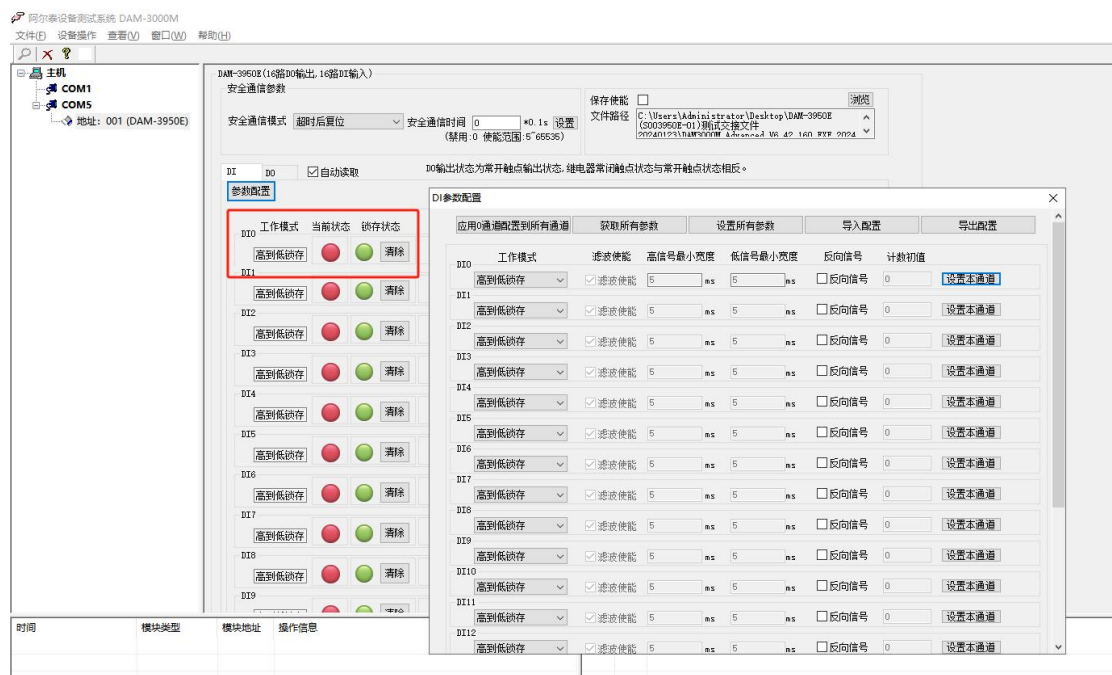 阿尔泰设备测试系统 DAM-3000M
文件(F) 设备操作 查看(V) 窗口(W) 帮助(H)
主机
COM1
COM5
地址: 001 (DAM-3950E)
DAM-3950E(16路DO输出,16路DI输入)
安全通信参数
安全通信模式 超时后复位 安全通信时间 0 *0.1s 设置
(禁用:0 使能范围:5~65535)
保存使能 浏览
文件路径 C:\Users\Administrator\Desktop\DAM-3950E
(S003950E-01)测试交接文件
20240123\DAM3000M Advanced V6.42.160.EXE 2024
DI DO 自动读取 DO输出状态为常开触点输出状态,继电器常闭触点状态与常开触点状态相反。
参数配置
DI0 工作模式 当前状态 锁存状态
高到低锁存 清除
DI1
高到低锁存 清除
DI2
高到低锁存 清除
DI3
高到低锁存 清除
DI4
高到低锁存 清除
DI5
高到低锁存 清除
DI6
高到低锁存 清除
DI7
高到低锁存 清除
DI8
高到低锁存 清除
DI9
DI参数配置
应用0通道配置到所有通道 获取所有参数 设置所有参数 导入配置 导出配置
工作模式 滤波使能 高信号最小宽度 低信号最小宽度 反向信号 计数初值
DI0
高到低锁存 滤波使能 5 ms 5 ms 反向信号 0 设置本通道
DI1
高到低锁存 滤波使能 5 ms 5 ms 反向信号 0 设置本通道
DI2
高到低锁存 滤波使能 5 ms 5 ms 反向信号 0 设置本通道
DI3
高到低锁存 滤波使能 5 ms 5 ms 反向信号 0 设置本通道
DI4
高到低锁存 滤波使能 5 ms 5 ms 反向信号 0 设置本通道
DI5
高到低锁存 滤波使能 5 ms 5 ms 反向信号 0 设置本通道
DI6
高到低锁存 滤波使能 5 ms 5 ms 反向信号 0 设置本通道
DI7
高到低锁存 滤波使能 5 ms 5 ms 反向信号 0 设置本通道
DI8
高到低锁存 滤波使能 5 ms 5 ms 反向信号 0 设置本通道
DI9
高到低锁存 滤波使能 5 ms 5 ms 反向信号 0 设置本通道
DI10
高到低锁存 滤波使能 5 ms 5 ms 反向信号 0 设置本通道
DI11
高到低锁存 滤波使能 5 ms 5 ms 反向信号 0 设置本通道
DI12
高到低锁存 滤波使能 5 ms 5 ms 反向信号 0 设置本通道
时间 模块类型 模块地址 操作信息